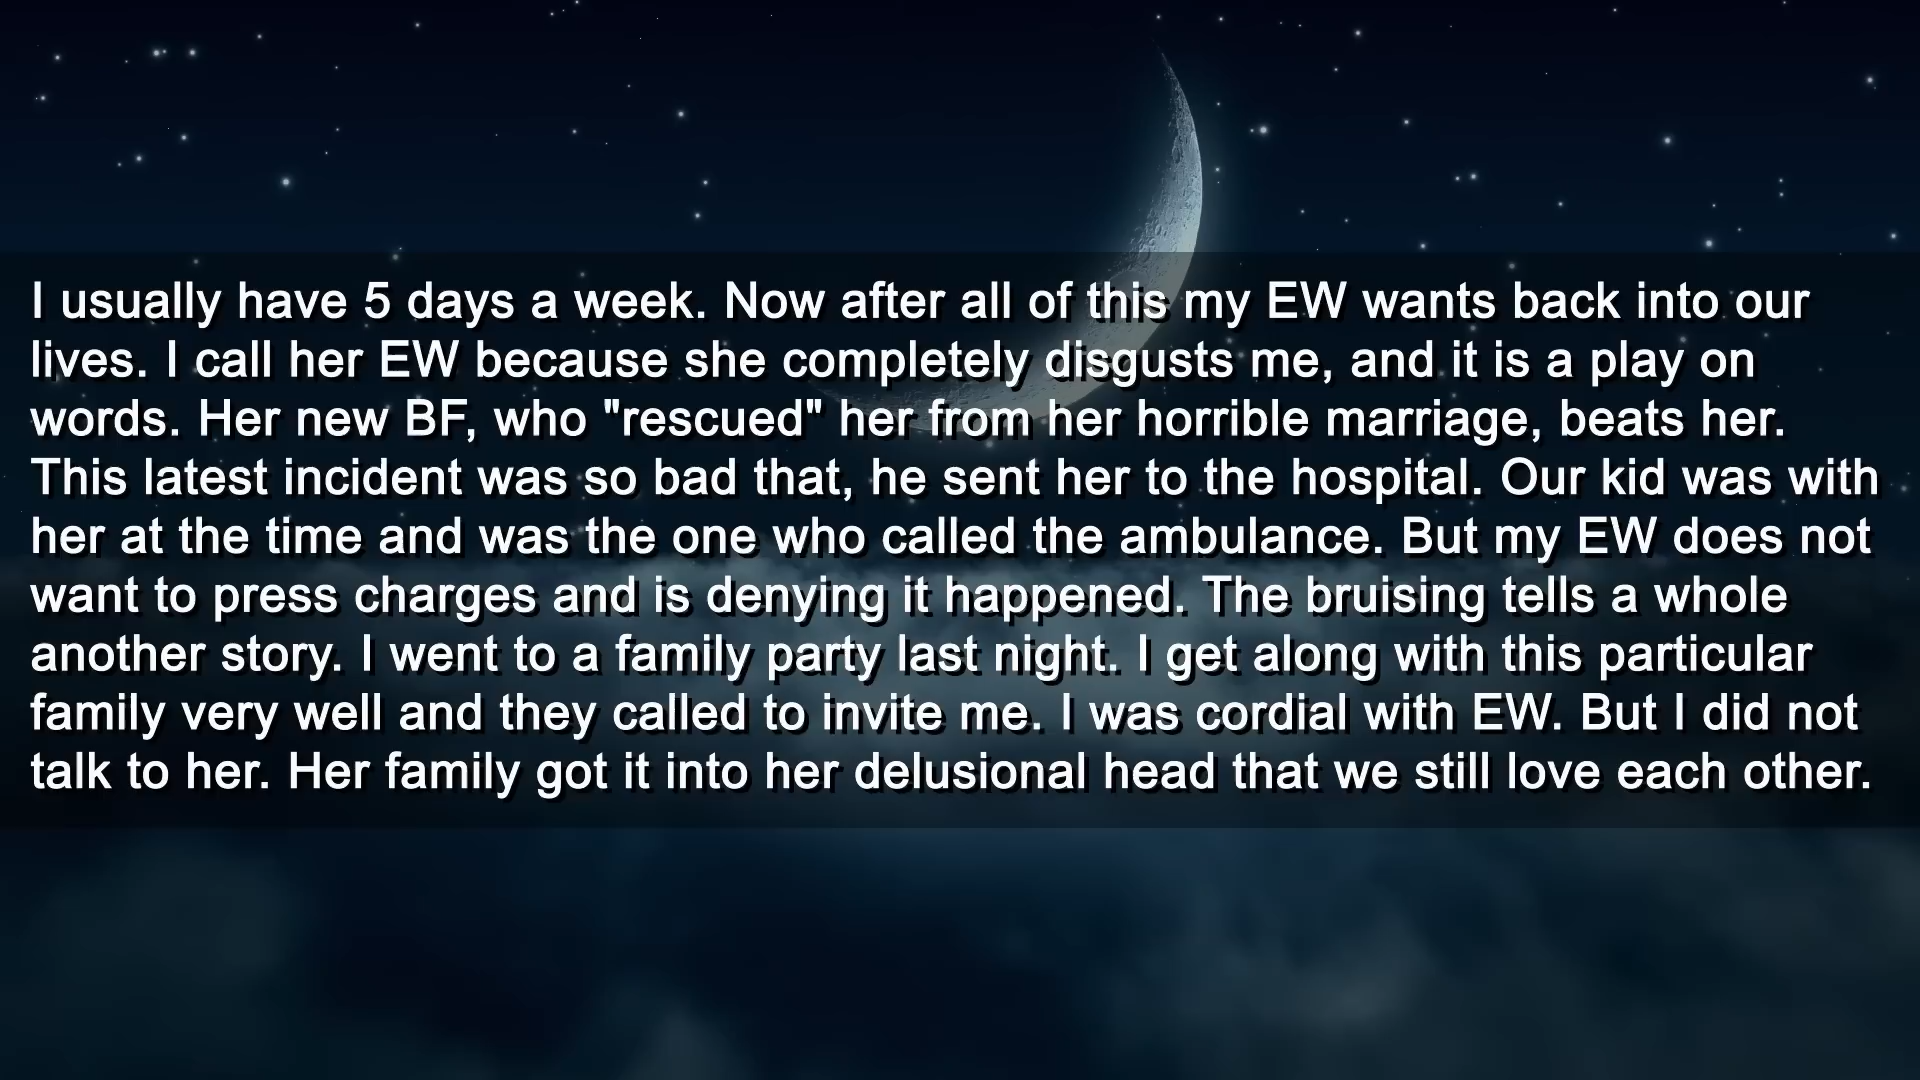 I usually have 5 days a week. Now after all of this my EW wants back into our
lives. I call her EW because she completely disgusts me, and it is a play on
words. Her new BF, who "rescued" her from her horrible marriage, beats her.
This latest incident was so bad that, he sent her to the hospital. Our kid was with
her at the time and was the one who called the ambulance. But my EW does not
want to press charges and is denying it happened. The bruising tells a whole
another story. I went to a family party last night. I get along with this particular
family very well and they called to invite me. I was cordial with EW. But I did not
talk to her. Her family got it into her delusional head that we still love each other.